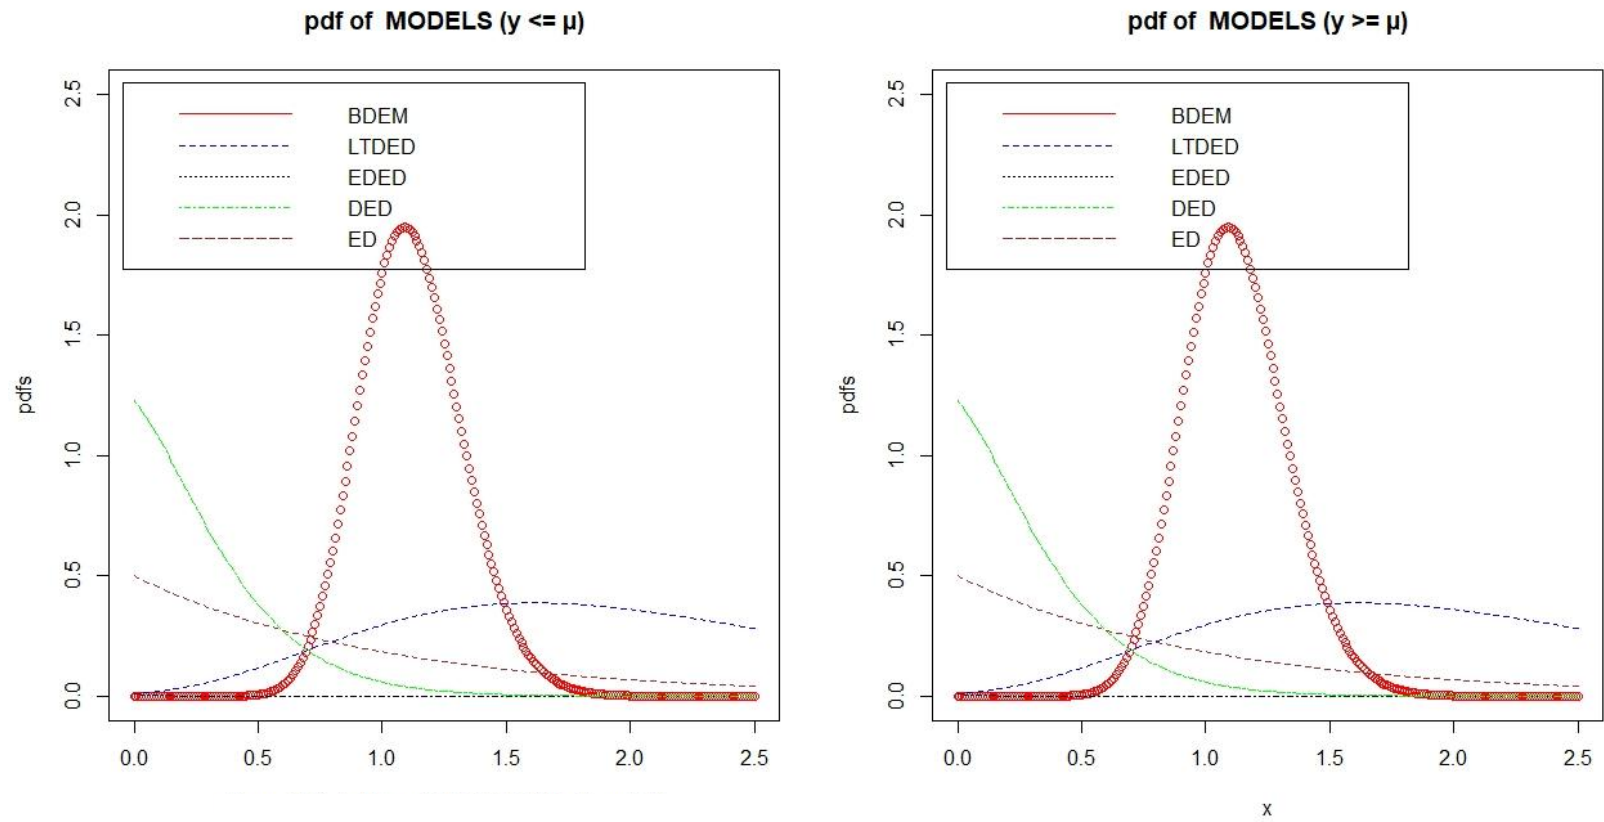 pdf of MODELS (y <= µ)
2.5
2.0
1.5
1.0
0.5
0.0
pdfs
BDEM
LTDED
EDED
DED
ED
0.0 0.5 1.0 1.5 2.0 2.5
pdf of MODELS (y >= µ)
2.5
2.0
1.5
1.0
0.5
0.0
pdfs
BDEM
LTDED
EDED
DED
ED
0.0 0.5 1.0 1.5 2.0 2.5
x